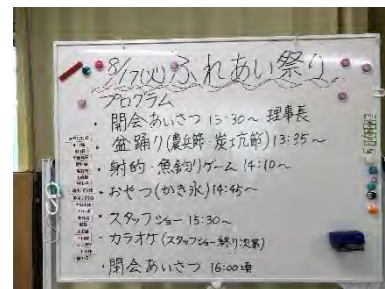 8/17(火)ふれあい祭り
プログラム
・開会あいさつ 13:30～ 理事長
・盆踊り(農兵節・炭坑節) 13:35～
・射的・魚釣りゲーム 14:10～
・おやつ(かき氷) 14:45～
・スタッフショー 15:30～
・カラオケ(スタッフショー終り次第)
・閉会あいさつ 16:00頃